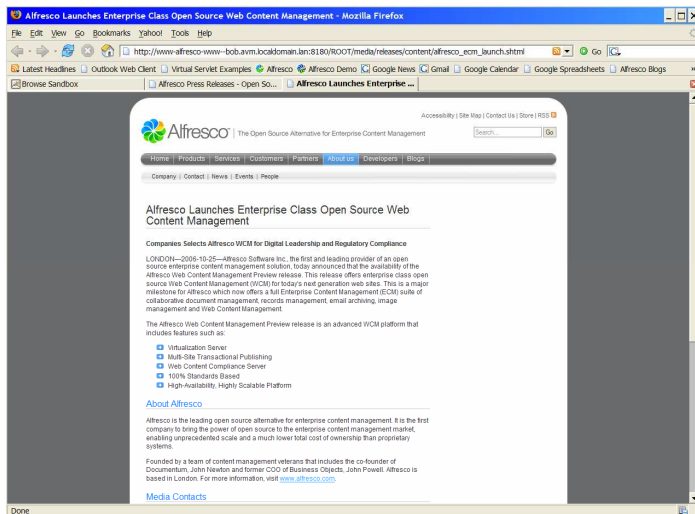 Alfresco Launches Enterprise Class Open Source Web Content Management - Mozilla Firefox
File Edit View Go Bookmarks Yahoo! Tools Help
http://www-alfresco-www--bob.avm.localdomain.lan:8180/ROOT/media/releases/content/alfresco_ecm_launch.shtml Go
Latest Headlines Outlook Web Client Virtual Servlet Examples Alfresco Alfresco Demo Google News Gmail Google Calendar Google Spreadsheets Alfresco Blogs »
Browse Sandbox Alfresco Press Releases - Open So... Alfresco Launches Enterprise ...
Accessibility | Site Map | Contact Us | Store | RSS
Alfresco | The Open Source Alternative for Enterprise Content Management Search... Go
Home | Products | Services | Customers | Partners | About us | Developers | Blogs
Company | Contact | News | Events | People
Alfresco Launches Enterprise Class Open Source Web
Content Management
Companies Selects Alfresco WCM for Digital Leadership and Regulatory Compliance
LONDON—2006-10-25—Alfresco Software Inc., the first and leading provider of an open
source enterprise content management solution, today announced that the availability of the
Alfresco Web Content Management Preview release. This release offers enterprise class open
source Web Content Management (WCM) for today's next generation web sites. This is a major
milestone for Alfresco which now offers a full Enterprise Content Management (ECM) suite of
collaborative document management, records management, email archiving, image
management and Web Content Management.
The Alfresco Web Content Management Preview release is an advanced WCM platform that
includes features such as:
Virtualization Server
Multi-Site Transactional Publishing
Web Content Compliance Server
100% Standards Based
High-Availability, Highly Scalable Platform
About Alfresco
Alfresco is the leading open source alternative for enterprise content management. It is the first
company to bring the power of open source to the enterprise content management market,
enabling unprecedented scale and a much lower total cost of ownership than proprietary
systems.
Founded by a team of content management veterans that includes the co-founder of
Documentum, John Newton and former COO of Business Objects, John Powell. Alfresco is
based in London. For more information, visit www.alfresco.com.
Media Contacts
Done